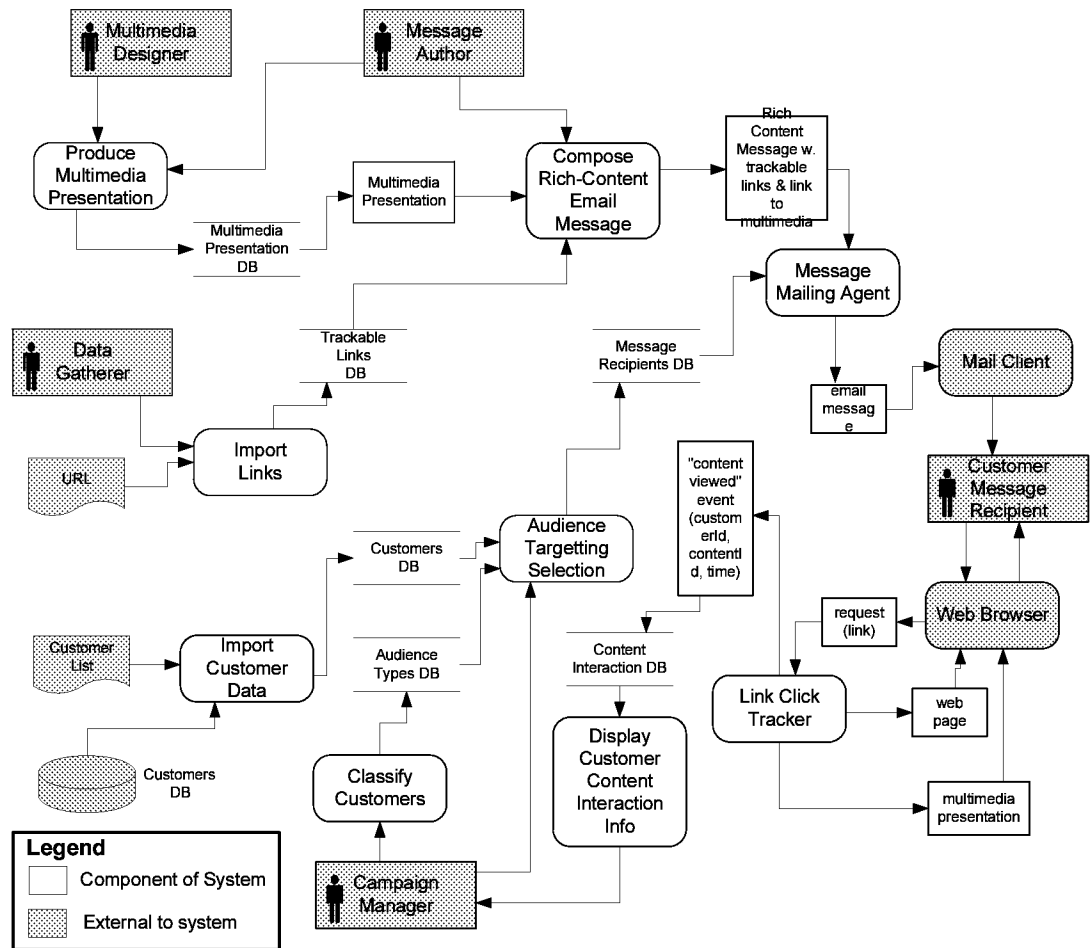 Multimedia
Designer
Message
Author
Produce
Multimedia
Presentation
Multimedia
Presentation
DB
Multimedia
Presentation
Compose
Rich-Content
Email
Message
Rich
Content
Message w.
trackable
links & link
to
multimedia
Message
Mailing Agent
Data
Gatherer
URL
Import
Links
Trackable
Links
DB
Message
Recipients DB
email
messag
e
Mail Client
Customer
Message
Recipient
"content
viewed"
event
(custom
erId,
contentI
d, time)
Audience
Targetting
Selection
Customers
DB
Web Browser
request
(link)
Customer
List
Import
Customer
Data
Audience
Types DB
Content
Interaction DB
Link Click
Tracker
web
page
Customers
DB
Classify
Customers
Display
Customer
Content
Interaction
Info
multimedia
presentation
Campaign
Manager
Legend
Component of System
External to system